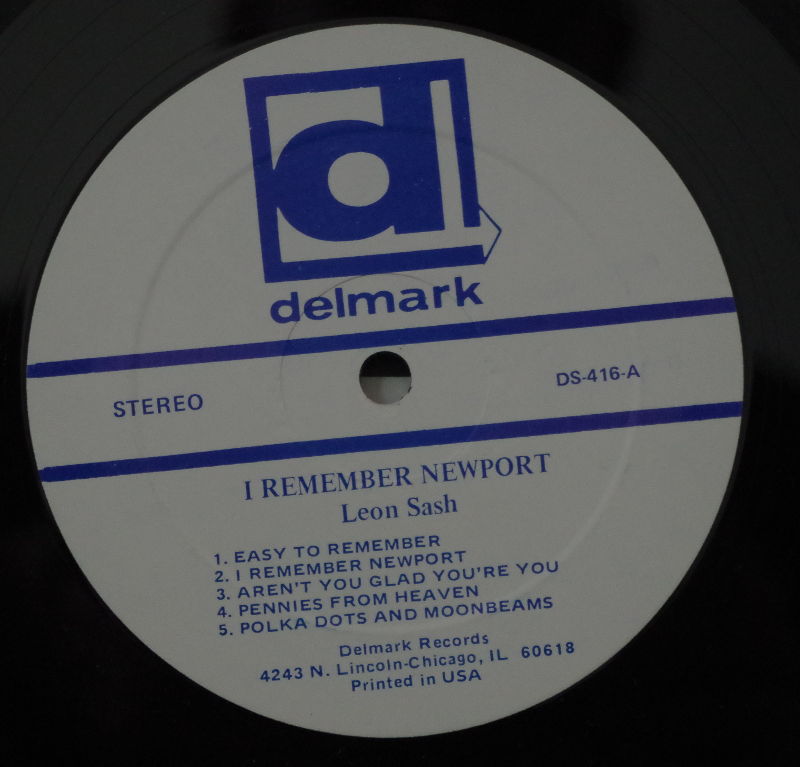 dl
delmark
STEREO
DS-416-A
I REMEMBER NEWPORT
Leon Sash
1. EASY TO REMEMBER
2. I REMEMBER NEWPORT
3. AREN'T YOU GLAD YOU'RE YOU
4. PENNIES FROM HEAVEN
5. POLKA DOTS AND MOONBEAMS
Delmark Records
4243 N. Lincoln-Chicago, IL 60618
Printed in USA